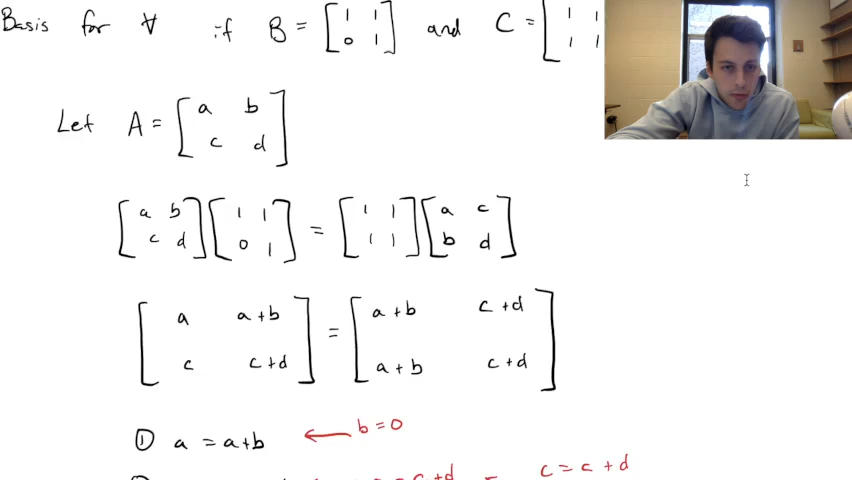 Basis for ∀ if B = [1 1; 0 1] and C = [1 1; 1 1
Let A = [a b; c d]
[a b; c d] [1 1; 0 1] = [1 1; 1 1] [a c; b d]
[a a+b; c c+d] = [a+b c+d; a+b c+d]
① a = a+b ← b = 0
c = c + d